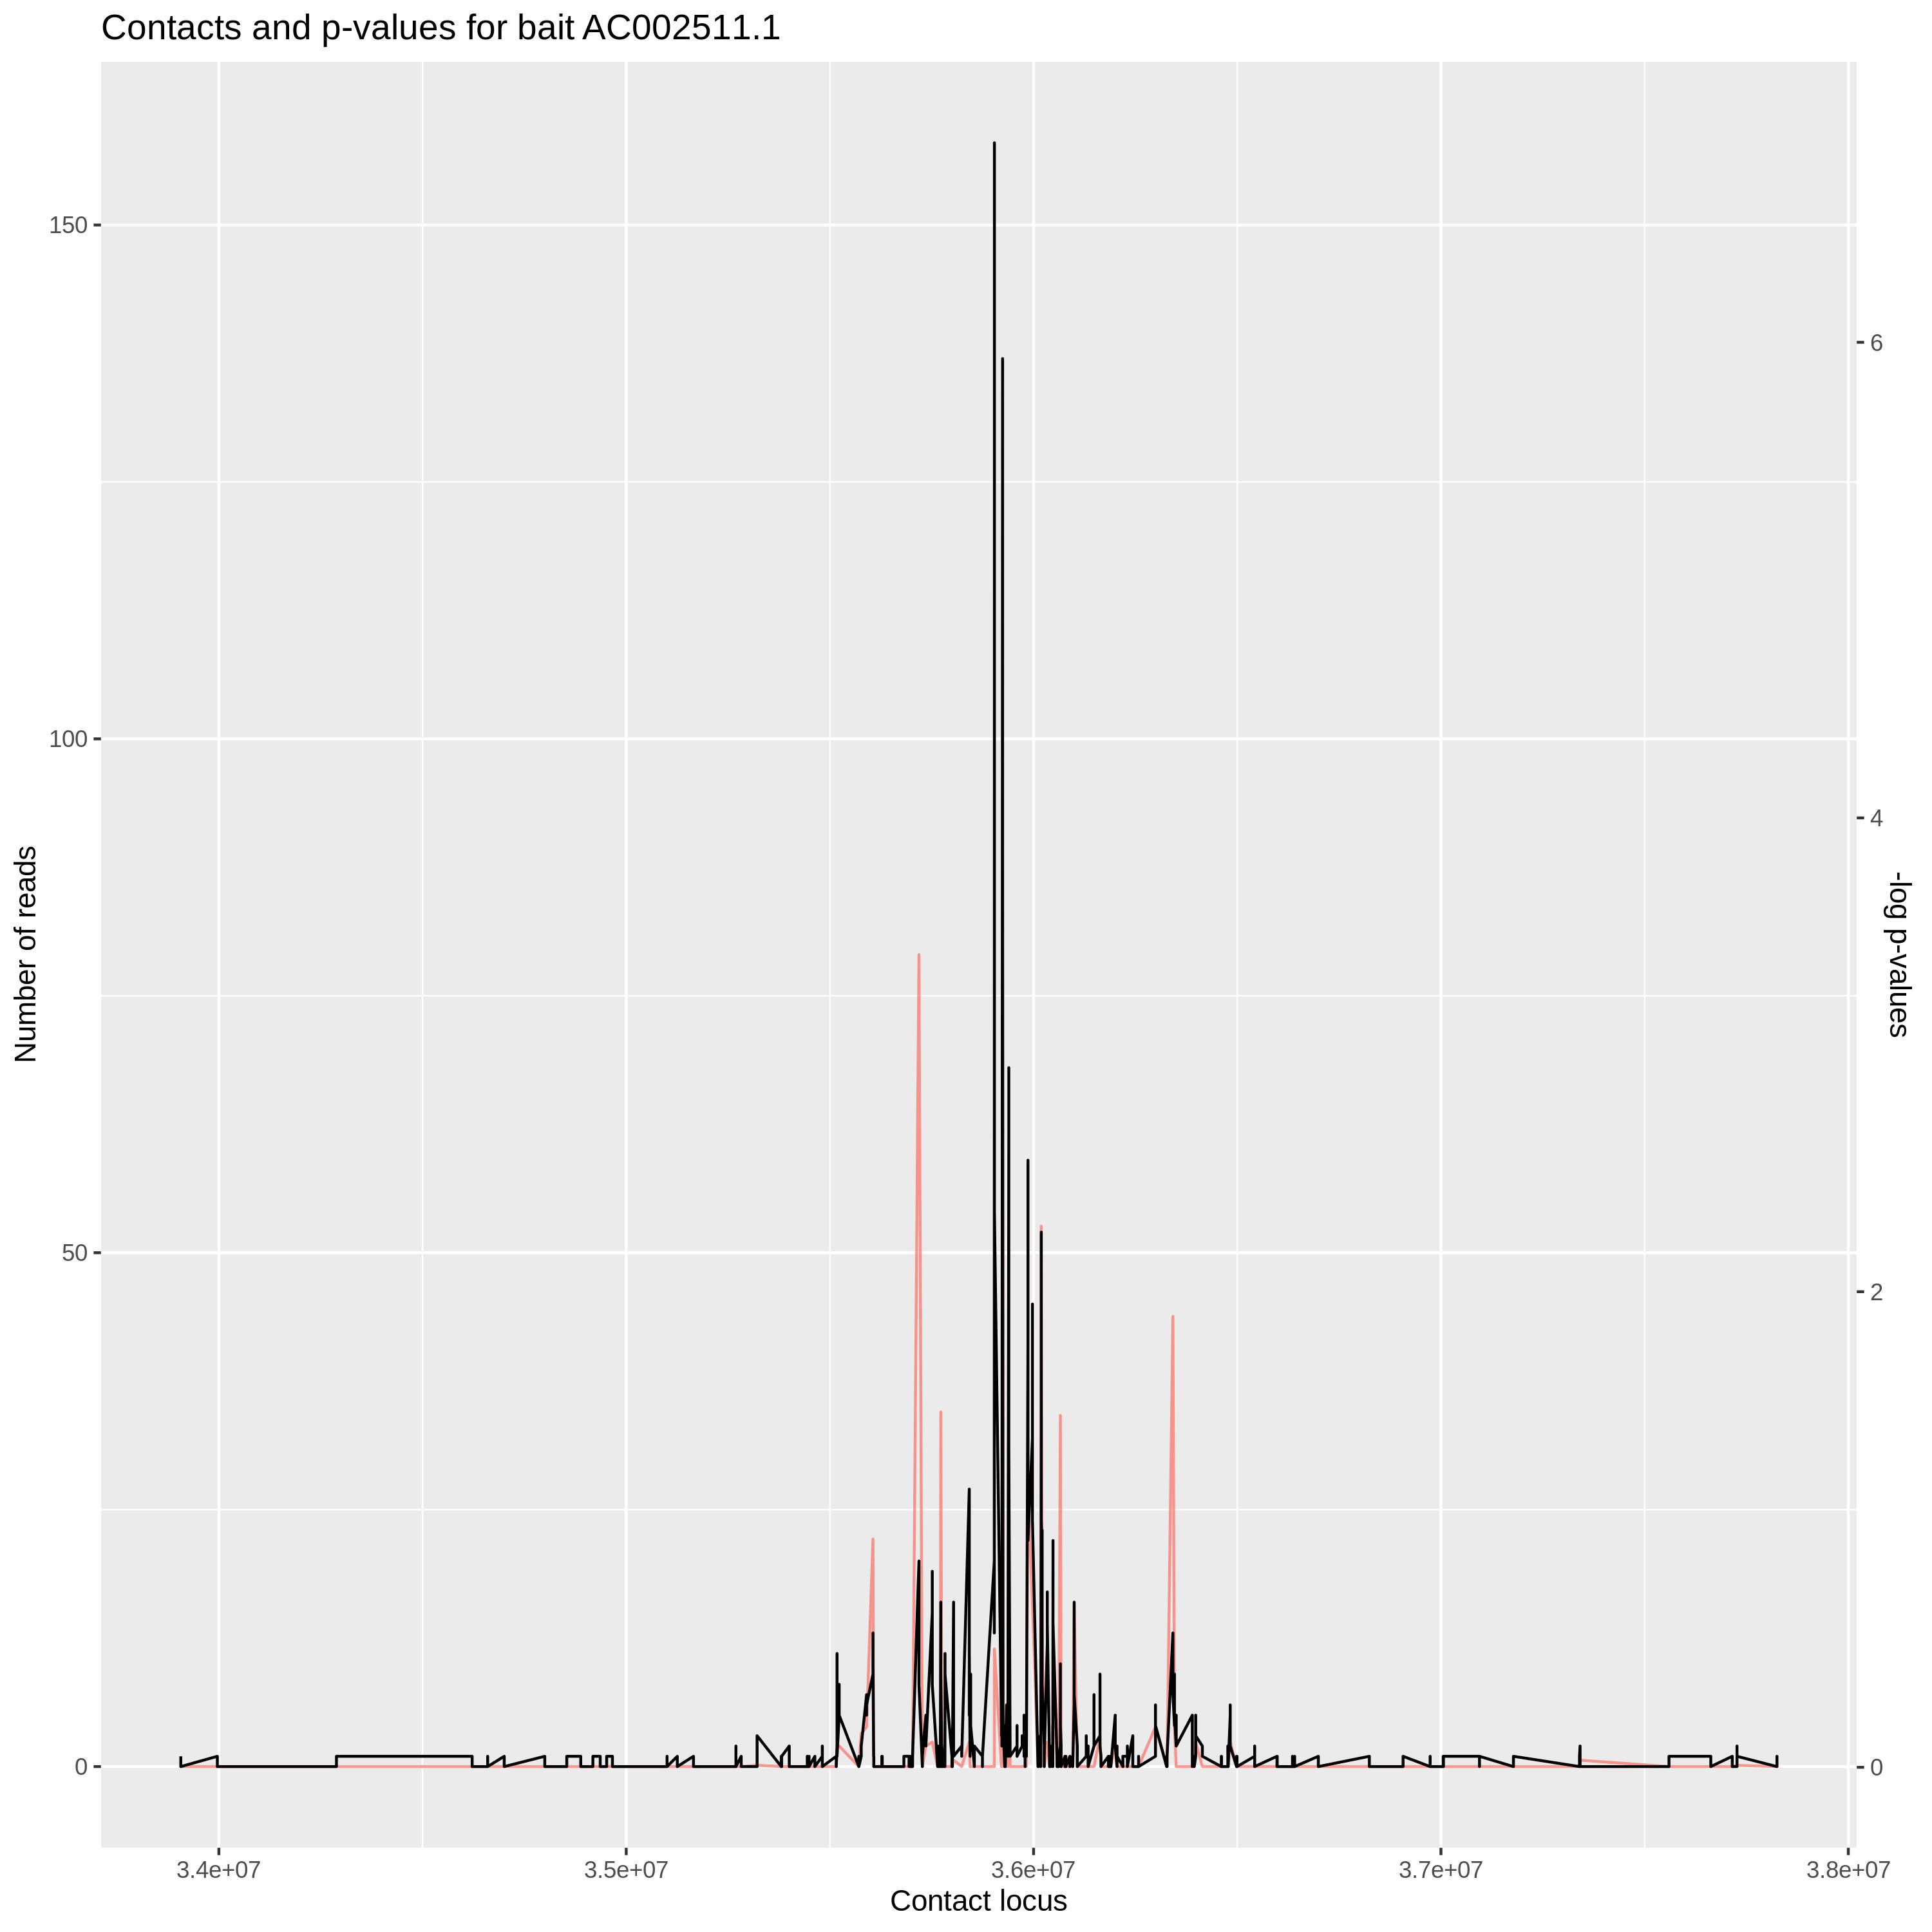 Contacts and p-values for bait AC002511.1
150
100
50
0
Number of reads
6
4
2
0
-log p-values
3.4e+07
3.5e+07
3.6e+07
3.7e+07
3.8e+07
Contact locus